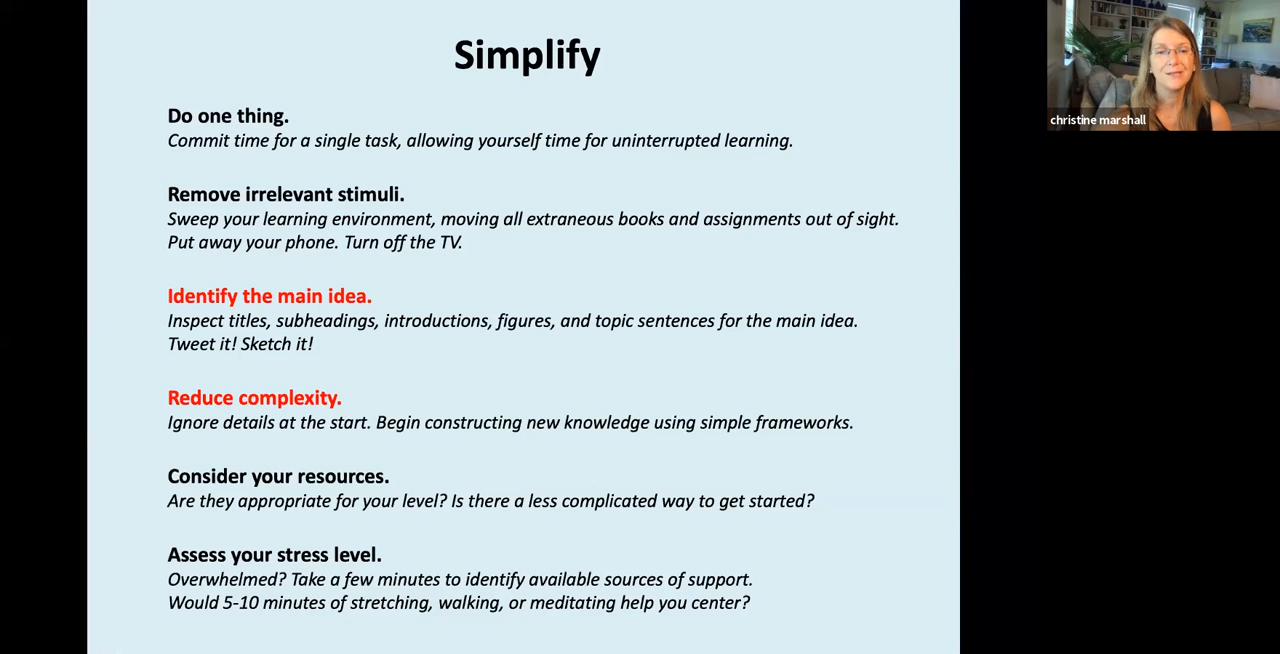 Simplify
Do one thing.
Commit time for a single task, allowing yourself time for uninterrupted learning.
Remove irrelevant stimuli.
Sweep your learning environment, moving all extraneous books and assignments out of sight.
Put away your phone. Turn off the TV.
Identify the main idea.
Inspect titles, subheadings, introductions, figures, and topic sentences for the main idea.
Tweet it! Sketch it!
Reduce complexity.
Ignore details at the start. Begin constructing new knowledge using simple frameworks.
Consider your resources.
Are they appropriate for your level? Is there a less complicated way to get started?
Assess your stress level.
Overwhelmed? Take a few minutes to identify available sources of support.
Would 5-10 minutes of stretching, walking, or meditating help you center?
christine marshall